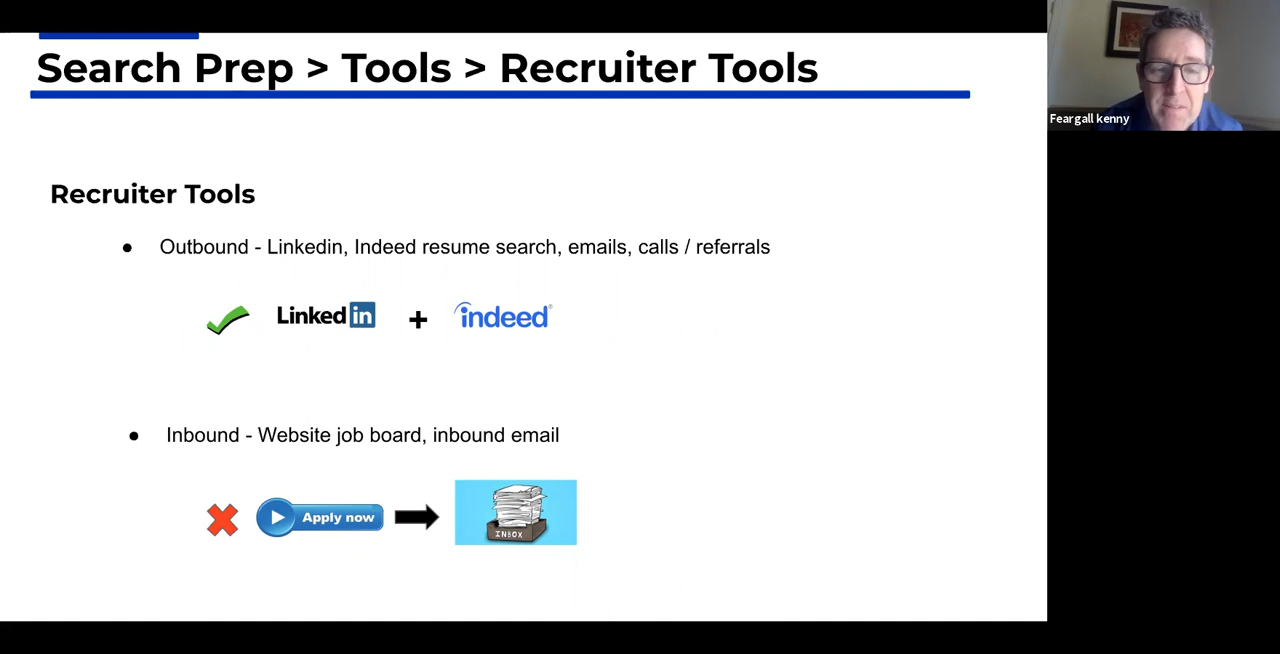 Search Prep > Tools > Recruiter Tools
Feargall kenny
Recruiter Tools
● Outbound - Linkedin, Indeed resume search, emails, calls / referrals
Linked in + indeed®
● Inbound - Website job board, inbound email
Apply now
INBOX